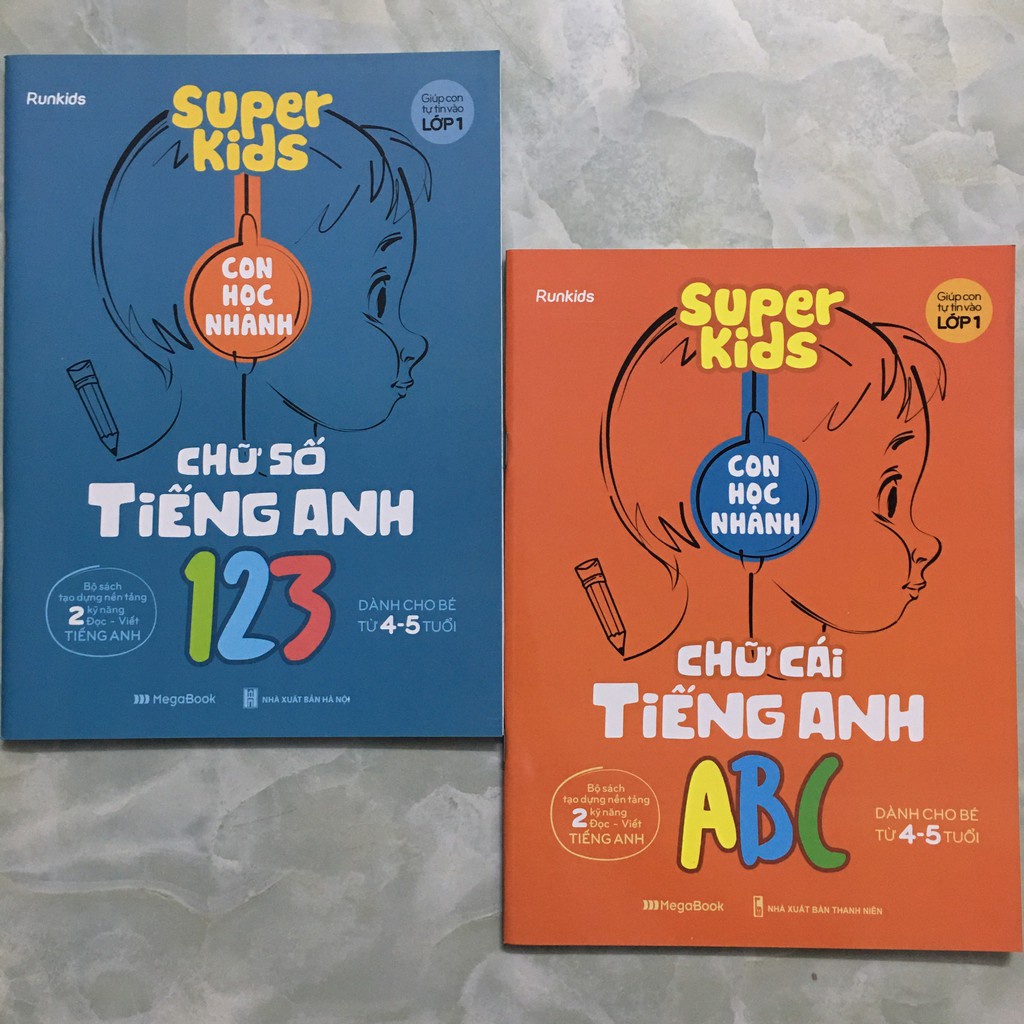 Runkids
Super
Kids
Giúp con
tự tin vào
LỚP 1
CON
HỌC
NHANH
CHỮ SỐ
TIẾNG ANH
123
Bộ sách
tạo dựng nền tảng
2 kỹ năng
Đọc - Viết
TIẾNG ANH
DÀNH CHO BÉ
TỪ 4-5 TUỔI
MegaBook
NHÀ XUẤT BẢN HÀ NỘI
Runkids
Super
Kids
Giúp con
tự tin vào
LỚP 1
CON
HỌC
NHANH
CHỮ CÁI
TIẾNG ANH
ABC
Bộ sách
tạo dựng nền tảng
2 kỹ năng
Đọc - Viết
TIẾNG ANH
DÀNH CHO BÉ
TỪ 4-5 TUỔI
MegaBook
NHÀ XUẤT BẢN THANH NIÊN